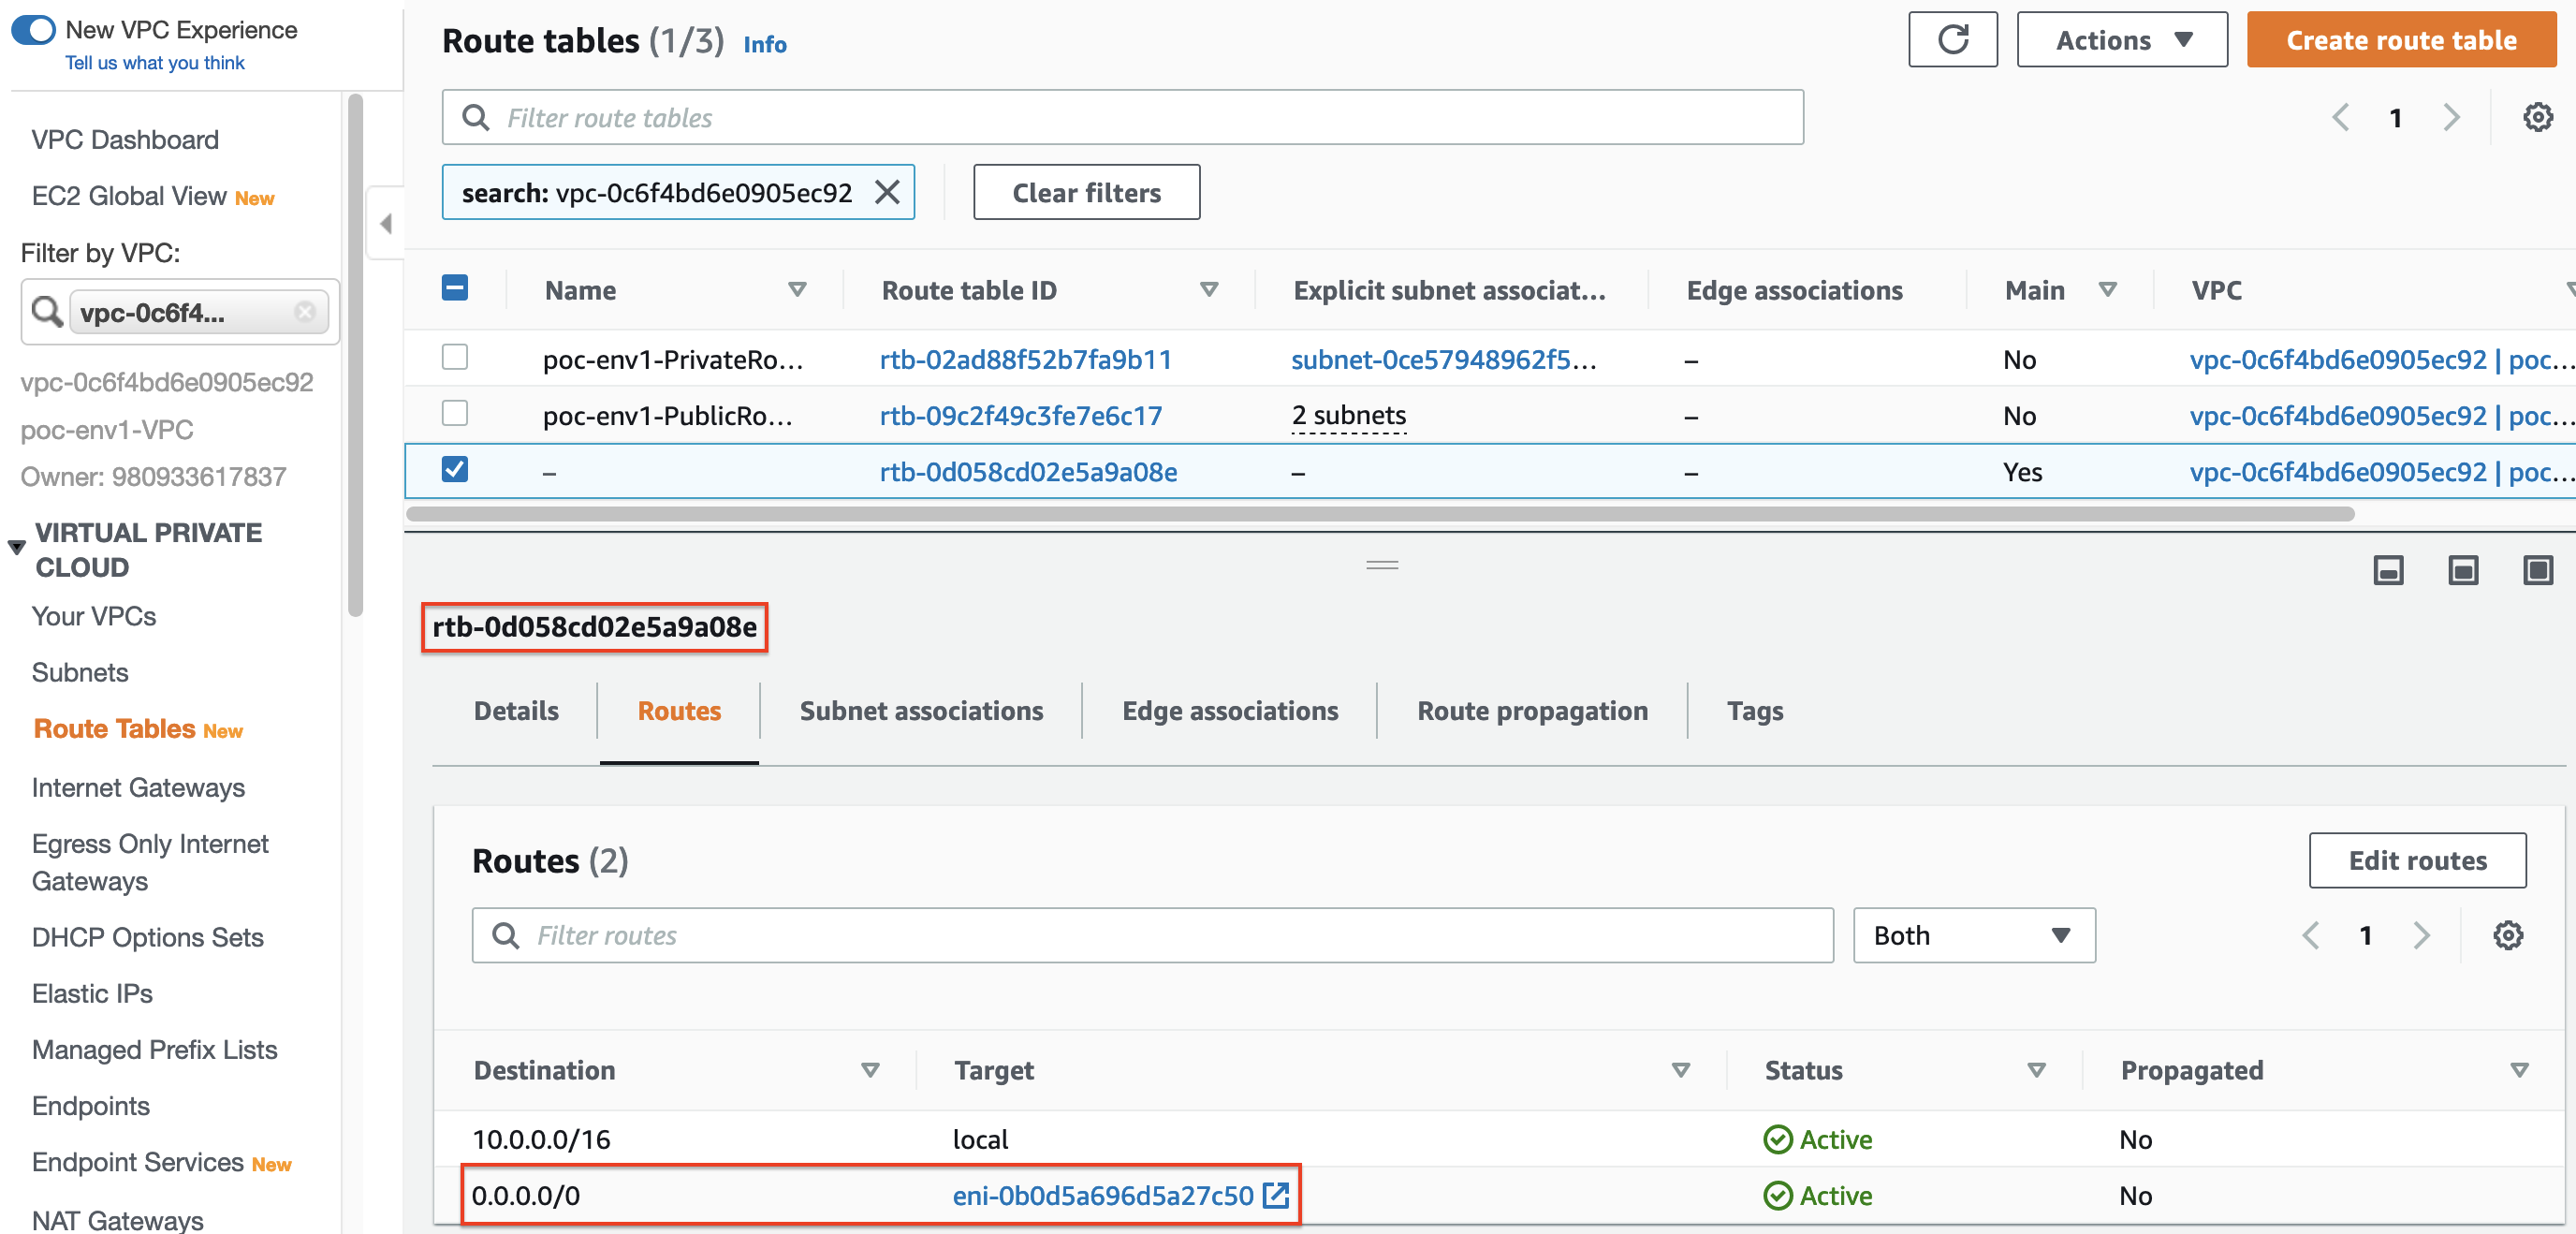 New VPC Experience
Tell us what you think
VPC Dashboard
EC2 Global View New
Filter by VPC:
vpc-0c6f4...
vpc-0c6f4bd6e0905ec92
poc-env1-VPC
Owner: 980933617837
VIRTUAL PRIVATE
CLOUD
Your VPCs
Subnets
Route Tables New
Internet Gateways
Egress Only Internet
Gateways
DHCP Options Sets
Elastic IPs
Managed Prefix Lists
Endpoints
Endpoint Services New
NAT Gateways
Route tables (1/3) Info
Actions
Create route table
Filter route tables
1
search: vpc-0c6f4bd6e0905ec92
Clear filters
Name Route table ID Explicit subnet associat... Edge associations Main VPC
poc-env1-PrivateRo... rtb-02ad88f52b7fa9b11 subnet-0ce57948962f5... – No vpc-0c6f4bd6e0905ec92 | poc...
poc-env1-PublicRo... rtb-09c2f49c3fe7e6c17 2 subnets – No vpc-0c6f4bd6e0905ec92 | poc...
– rtb-0d058cd02e5a9a08e – – Yes vpc-0c6f4bd6e0905ec92 | poc...
rtb-0d058cd02e5a9a08e
Details Routes Subnet associations Edge associations Route propagation Tags
Routes (2)
Edit routes
Filter routes
Both
1
Destination Target Status Propagated
10.0.0.0/16 local Active No
0.0.0.0/0 eni-0b0d5a696d5a27c50 Active No